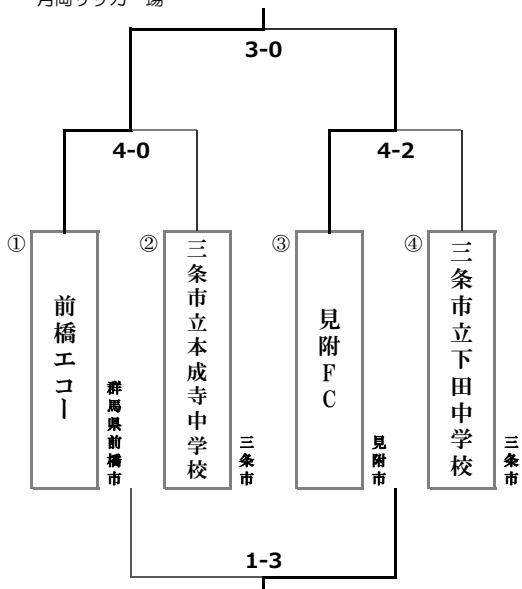 3-0
4-0
4-2
①
前橋エコー
群馬県前橋市
②
三条市立本成寺中学校
三条市
③
見附FC
見附市
④
三条市立下田中学校
三条市
1-3